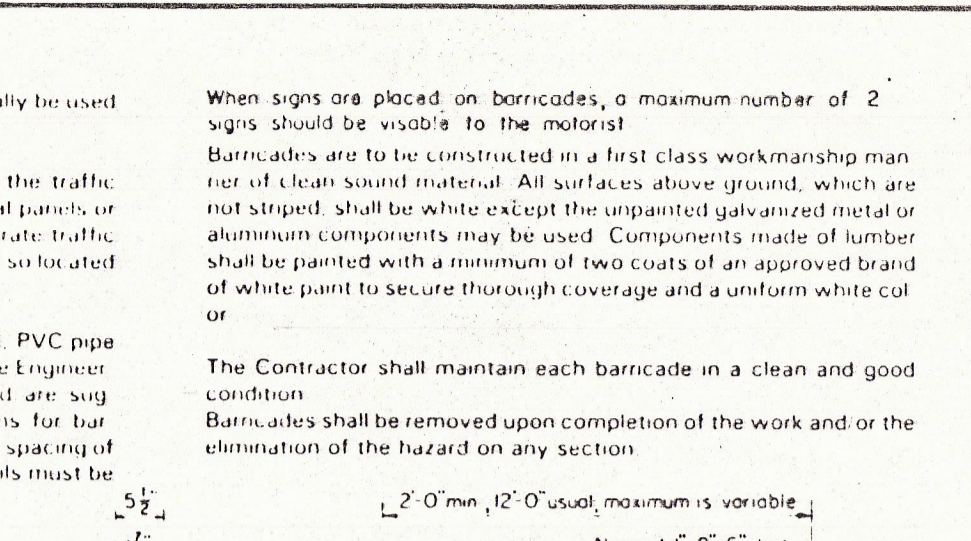 ally be used
the traffic
al panels or
rate traffic
so located
PVC pipe
e Engineer
d are sug
ns for bar
spacing of
ls must be
When signs are placed on barricades, a maximum number of 2
signs should be visable to the motorist
Barricades are to be constructed in a first class workmanship man
ner of clean sound material. All surfaces above ground, which are
not striped, shall be white except the unpainted galvanized metal or
aluminum components may be used. Components made of lumber
shall be painted with a minimum of two coats of an approved brand
of white paint to secure thorough coverage and a uniform white col
or
The Contractor shall maintain each barricade in a clean and good
condition
Barricades shall be removed upon completion of the work and/or the
elimination of the hazard on any section
5 1/2"
2'-0" min, 12'-0" usual, maximum is variable